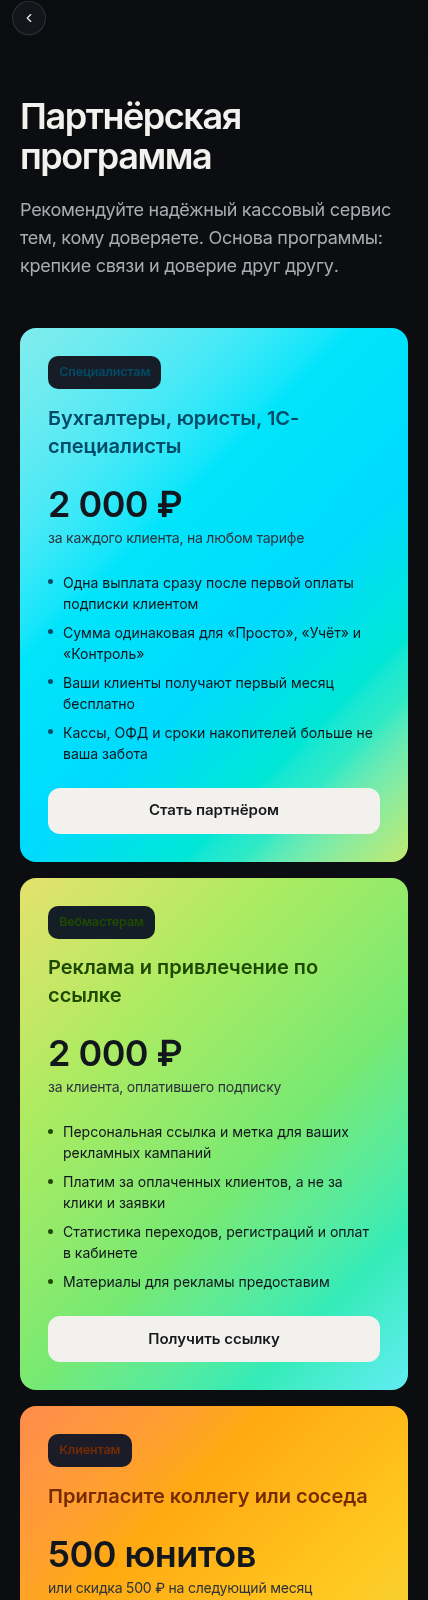 Партнёрская
программа
Рекомендуйте надёжный кассовый сервис
тем, кому доверяете. Основа программы:
крепкие связи и доверие друг другу.
Специалистам
Бухгалтеры, юристы, 1С-
специалисты
2 000 ₽
за каждого клиента, на любом тарифе
• Одна выплата сразу после первой оплаты
подписки клиентом
• Сумма одинаковая для «Просто», «Учёт» и
«Контроль»
• Ваши клиенты получают первый месяц
бесплатно
• Кассы, ОФД и сроки накопителей больше не
ваша забота
Стать партнёром
Вебмастерам
Реклама и привлечение по
ссылке
2 000 ₽
за клиента, оплатившего подписку
• Персональная ссылка и метка для ваших
рекламных кампаний
• Платим за оплаченных клиентов, а не за
клики и заявки
• Статистика переходов, регистраций и оплат
в кабинете
• Материалы для рекламы предоставим
Получить ссылку
Клиентам
Пригласите коллегу или соседа
500 юнитов
или скидка 500 ₽ на следующий месяц